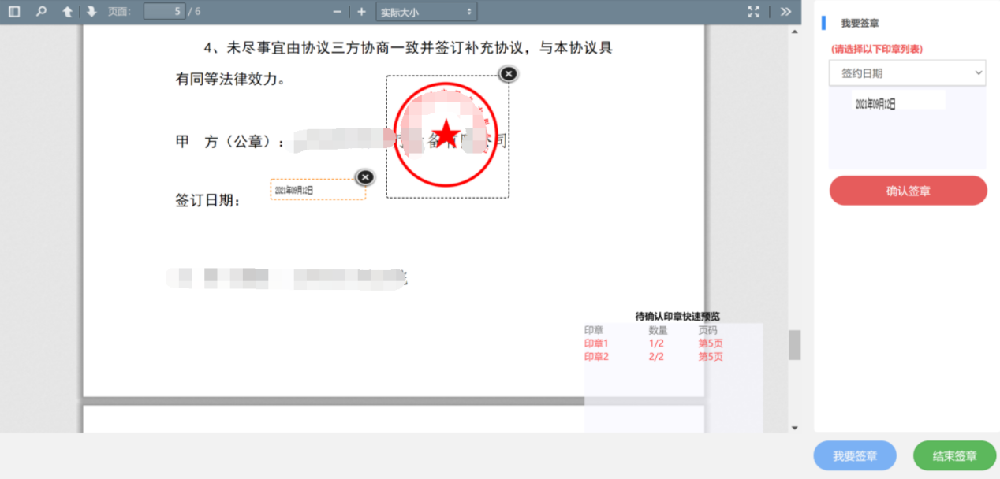 页面: 5 / 6 实际大小
4、未尽事宜由协议三方协商一致并签订补充协议，与本协议具
有同等法律效力。
甲 方（公章）: 备有 公司
2021年09月12日
签订日期:
待确认印章快速预览
印章 数量 页码
印章1 1/2 第5页
印章2 2/2 第5页
我要签章
(请选择以下印章列表)
签约日期
2021年09月12日
确认签章
我要签章 结束签章